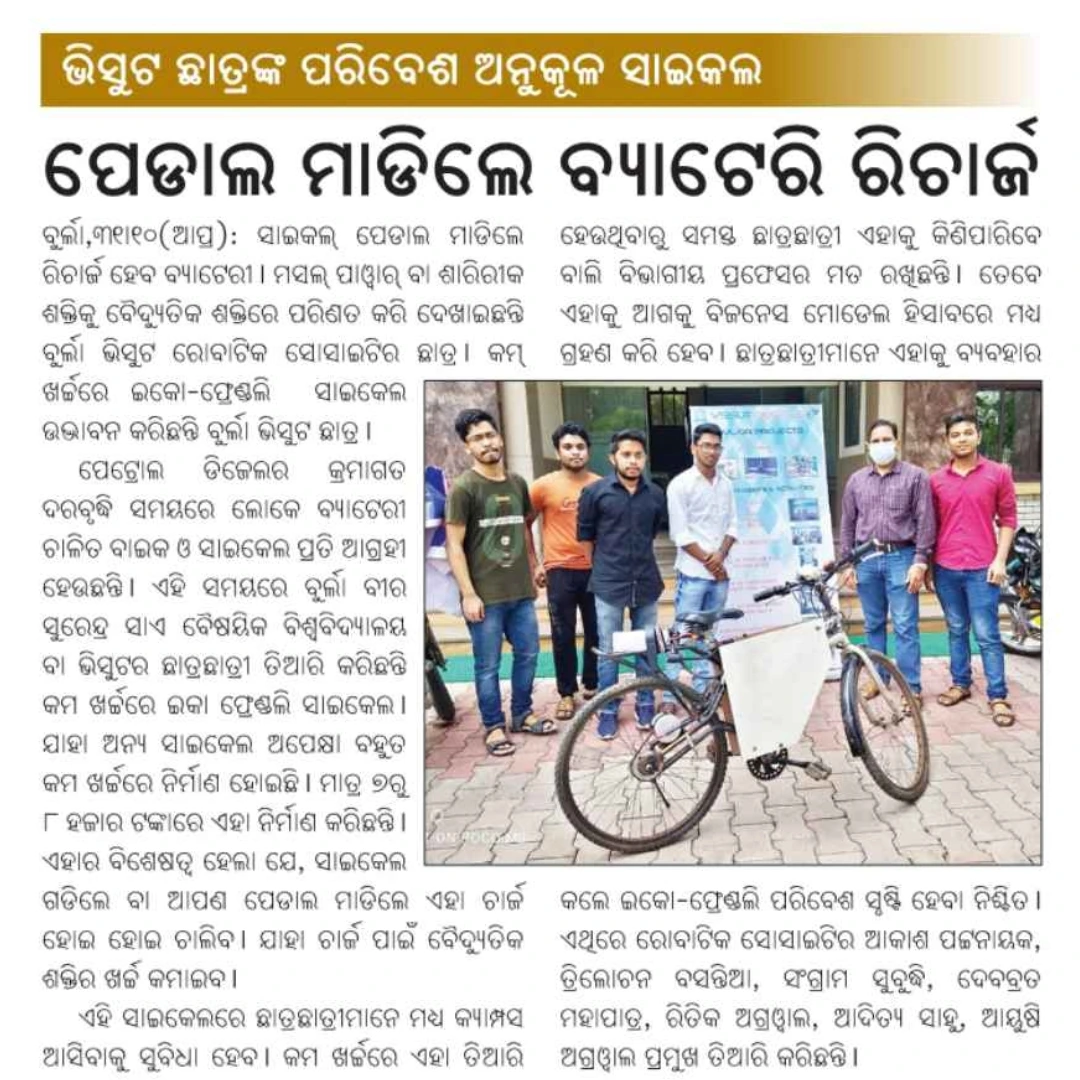 ଭିସୁଟ ଛାତ୍ରଙ୍କ ପରିବେଶ ଅନୁକୂଳ ସାଇକଲ
ପେଡାଲ ମାଡିଲେ ବ୍ୟାଟେରି ରିଚାର୍ଜ
ବୁର୍ଲା,୩୧।୧୦(ଆପ୍ର): ସାଇକଲ୍ ପେଡାଲ ମାଡିଲେ
ରିଚାର୍ଜ ହେବ ବ୍ୟାଟେରୀ। ମସଲ୍ ପାୱାର୍ ବା ଶାରିରୀକ
ଶକ୍ତିକୁ ବୈଦ୍ୟୁତିକ ଶକ୍ତିରେ ପରିଣତ କରି ଦେଖାଇଛନ୍ତି
ବୁର୍ଲା ଭିସୁଟ ରୋବାଟିକ ସୋସାଇଟିର ଛାତ୍ର। କମ୍
ଖର୍ଚ୍ଚରେ ଇକୋ-ଫ୍ରେଣ୍ଡଲି ସାଇକେଲ
ଉଦ୍ଭାବନ କରିଛନ୍ତି ବୁର୍ଲା ଭିସୁଟ ଛାତ୍ର।
ପେଟ୍ରୋଲ ଡିଜେଲର କ୍ରମାଗତ
ଦରବୃଦ୍ଧି ସମୟରେ ଲୋକେ ବ୍ୟାଟେରୀ
ଚାଳିତ ବାଇକ ଓ ସାଇକେଲ ପ୍ରତି ଆଗ୍ରହୀ
ହେଉଛନ୍ତି। ଏହି ସମୟରେ ବୁର୍ଲା ବୀର
ସୁରେନ୍ଦ୍ର ସାଏ ବୈଷୟିକ ବିଶ୍ୱବିଦ୍ୟାଳୟ
ବା ଭିସୁଟର ଛାତ୍ରଛାତ୍ରୀ ତିଆରି କରିଛନ୍ତି
କମ ଖର୍ଚ୍ଚରେ ଇକା ଫ୍ରେଣ୍ଡଲି ସାଇକେଲ।
ଯାହା ଅନ୍ୟ ସାଇକେଲ ଅପେକ୍ଷା ବହୁତ
କମ ଖର୍ଚ୍ଚରେ ନିର୍ମାଣ ହୋଇଛି। ମାତ୍ର ୭ରୁ
୮ ହଜାର ଟଙ୍କାରେ ଏହା ନିର୍ମାଣ କରିଛନ୍ତି।
ଏହାର ବିଶେଷତ୍ୱ ହେଲା ଯେ, ସାଇକେଲ
ଗଡିଲେ ବା ଆପଣ ପେଡାଲ ମାଡିଲେ ଏହା ଚାର୍ଜ
ହୋଇ ହୋଇ ଚାଲିବ। ଯାହା ଚାର୍ଜ ପାଇଁ ବୈଦ୍ୟୁତିକ
ଶକ୍ତିର ଖର୍ଚ୍ଚ କମାଇବ।
ଏହି ସାଇକେଲରେ ଛାତ୍ରଛାତ୍ରୀମାନେ ମଧ୍ୟ କ୍ୟାମ୍ପସ
ଆସିବାକୁ ସୁବିଧା ହେବ। କମ ଖର୍ଚ୍ଚରେ ଏହା ତିଆରି
ହେଉଥିବାରୁ ସମସ୍ତ ଛାତ୍ରଛାତ୍ରୀ ଏହାକୁ କିଣିପାରିବେ
ବାଲି ବିଭାଗୀୟ ପ୍ରଫେସର ମତ ରଖିଛନ୍ତି। ତେବେ
ଏହାକୁ ଆଗକୁ ବିଜନେସ ମୋଡେଲ ହିସାବରେ ମଧ୍ୟ
ଗ୍ରହଣ କରି ହେବ। ଛାତ୍ରଛାତ୍ରୀମାନେ ଏହାକୁ ବ୍ୟବହାର
କଲେ ଇକୋ-ଫ୍ରେଣ୍ଡଲି ପରିବେଶ ସୃଷ୍ଟି ହେବା ନିଶ୍ଚିତ।
ଏଥିରେ ରୋବାଟିକ ସୋସାଇଟିର ଆକାଶ ପଟ୍ଟନାୟକ,
ତ୍ରିଲୋଚନ ବସନ୍ତିଆ, ସଂଗ୍ରାମ ସୁବୁଦ୍ଧି, ଦେବବ୍ରତ
ମହାପାତ୍ର, ରିତିକ ଅଗ୍ରୱାଲ, ଆଦିତ୍ୟ ସାହୁ, ଆୟୁଷି
ଅଗ୍ରୱାଲ ପ୍ରମୁଖ ତିଆରି କରିଛନ୍ତି।